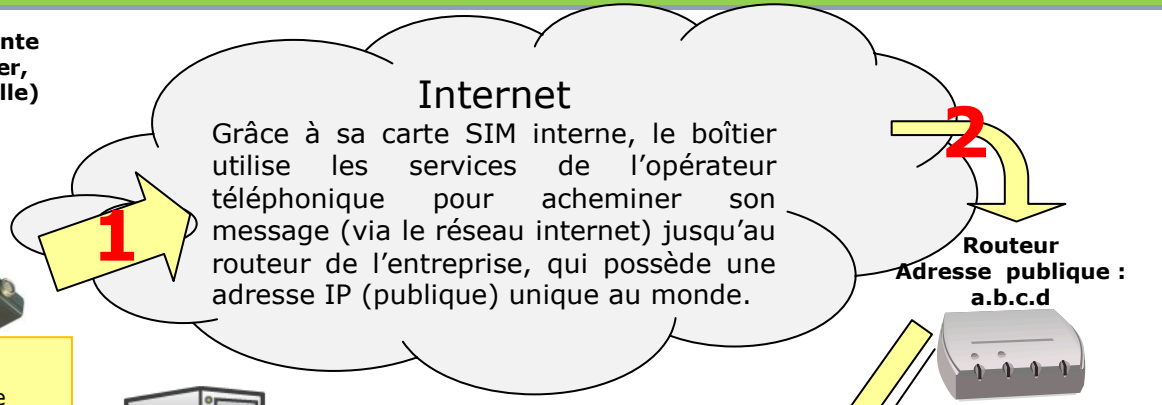 nte
er,
lle)
Internet
Grâce à sa carte SIM interne, le boîtier
utilise les services de l’opérateur
téléphonique pour acheminer son
message (via le réseau internet) jusqu’au
routeur de l’entreprise, qui possède une
adresse IP (publique) unique au monde.
1
2
Routeur
Adresse publique :
a.b.c.d
e